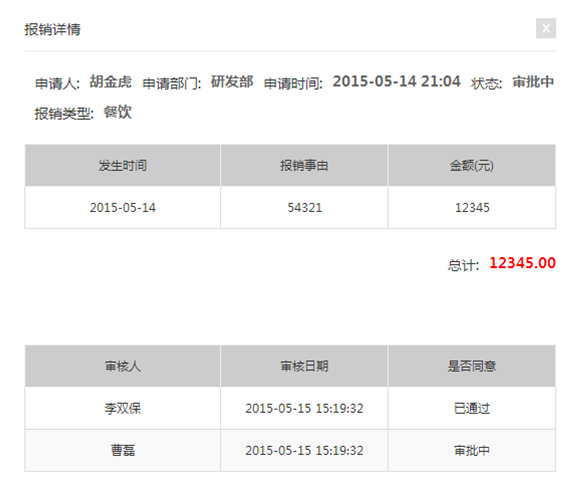 报销详情 X
申请人: 胡金虎 申请部门: 研发部 申请时间: 2015-05-14 21:04 状态: 审批中
报销类型: 餐饮
发生时间 报销事由 金额(元)
2015-05-14 54321 12345
总计: 12345.00
审核人 审核日期 是否同意
李双保 2015-05-15 15:19:32 已通过
曹磊 2015-05-15 15:19:32 审批中